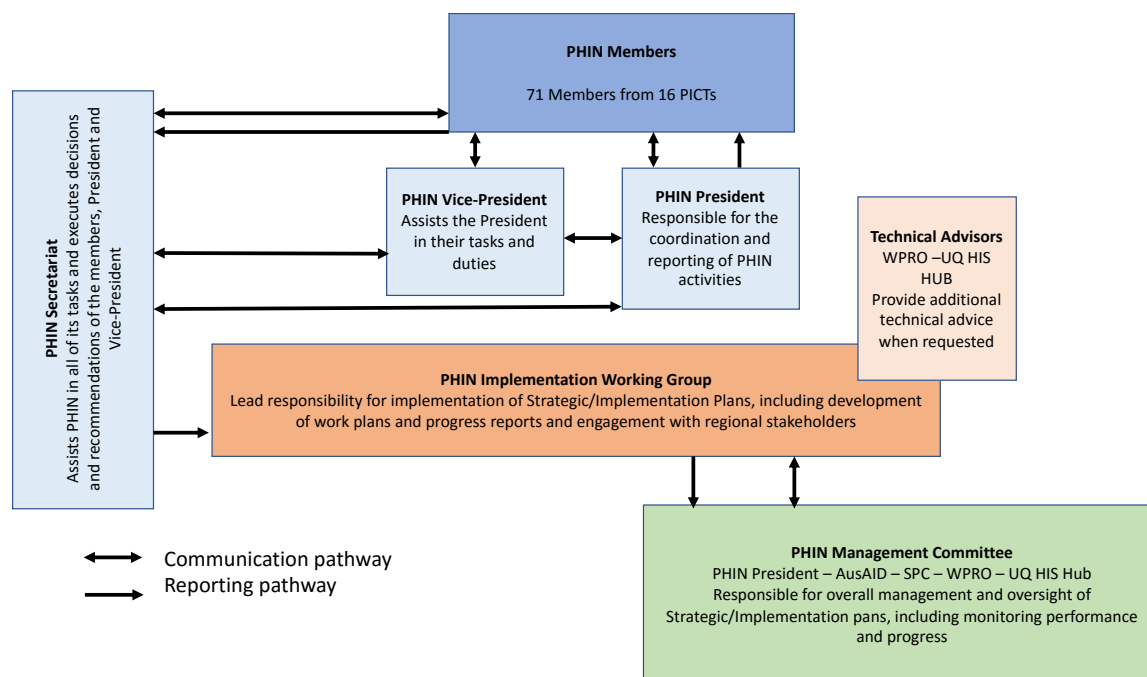 PHIN Members
71 Members from 16 PICTs
PHIN Secretariat
Assists PHIN in all of its tasks and executes decisions
and recommendations of the members, President and
Vice-President
PHIN Vice-President
Assists the President
in their tasks and
duties
PHIN President
Responsible for the
coordination and
reporting of PHIN
activities
Technical Advisors
WPRO –UQ HIS
HUB
Provide additional
technical advice
when requested
PHIN Implementation Working Group
Lead responsibility for implementation of Strategic/Implementation Plans, including development
of work plans and progress reports and engagement with regional stakeholders
Communication pathway
Reporting pathway
PHIN Management Committee
PHIN President – AusAID – SPC – WPRO – UQ HIS Hub
Responsible for overall management and oversight of
Strategic/Implementation pans, including monitoring performance
and progress